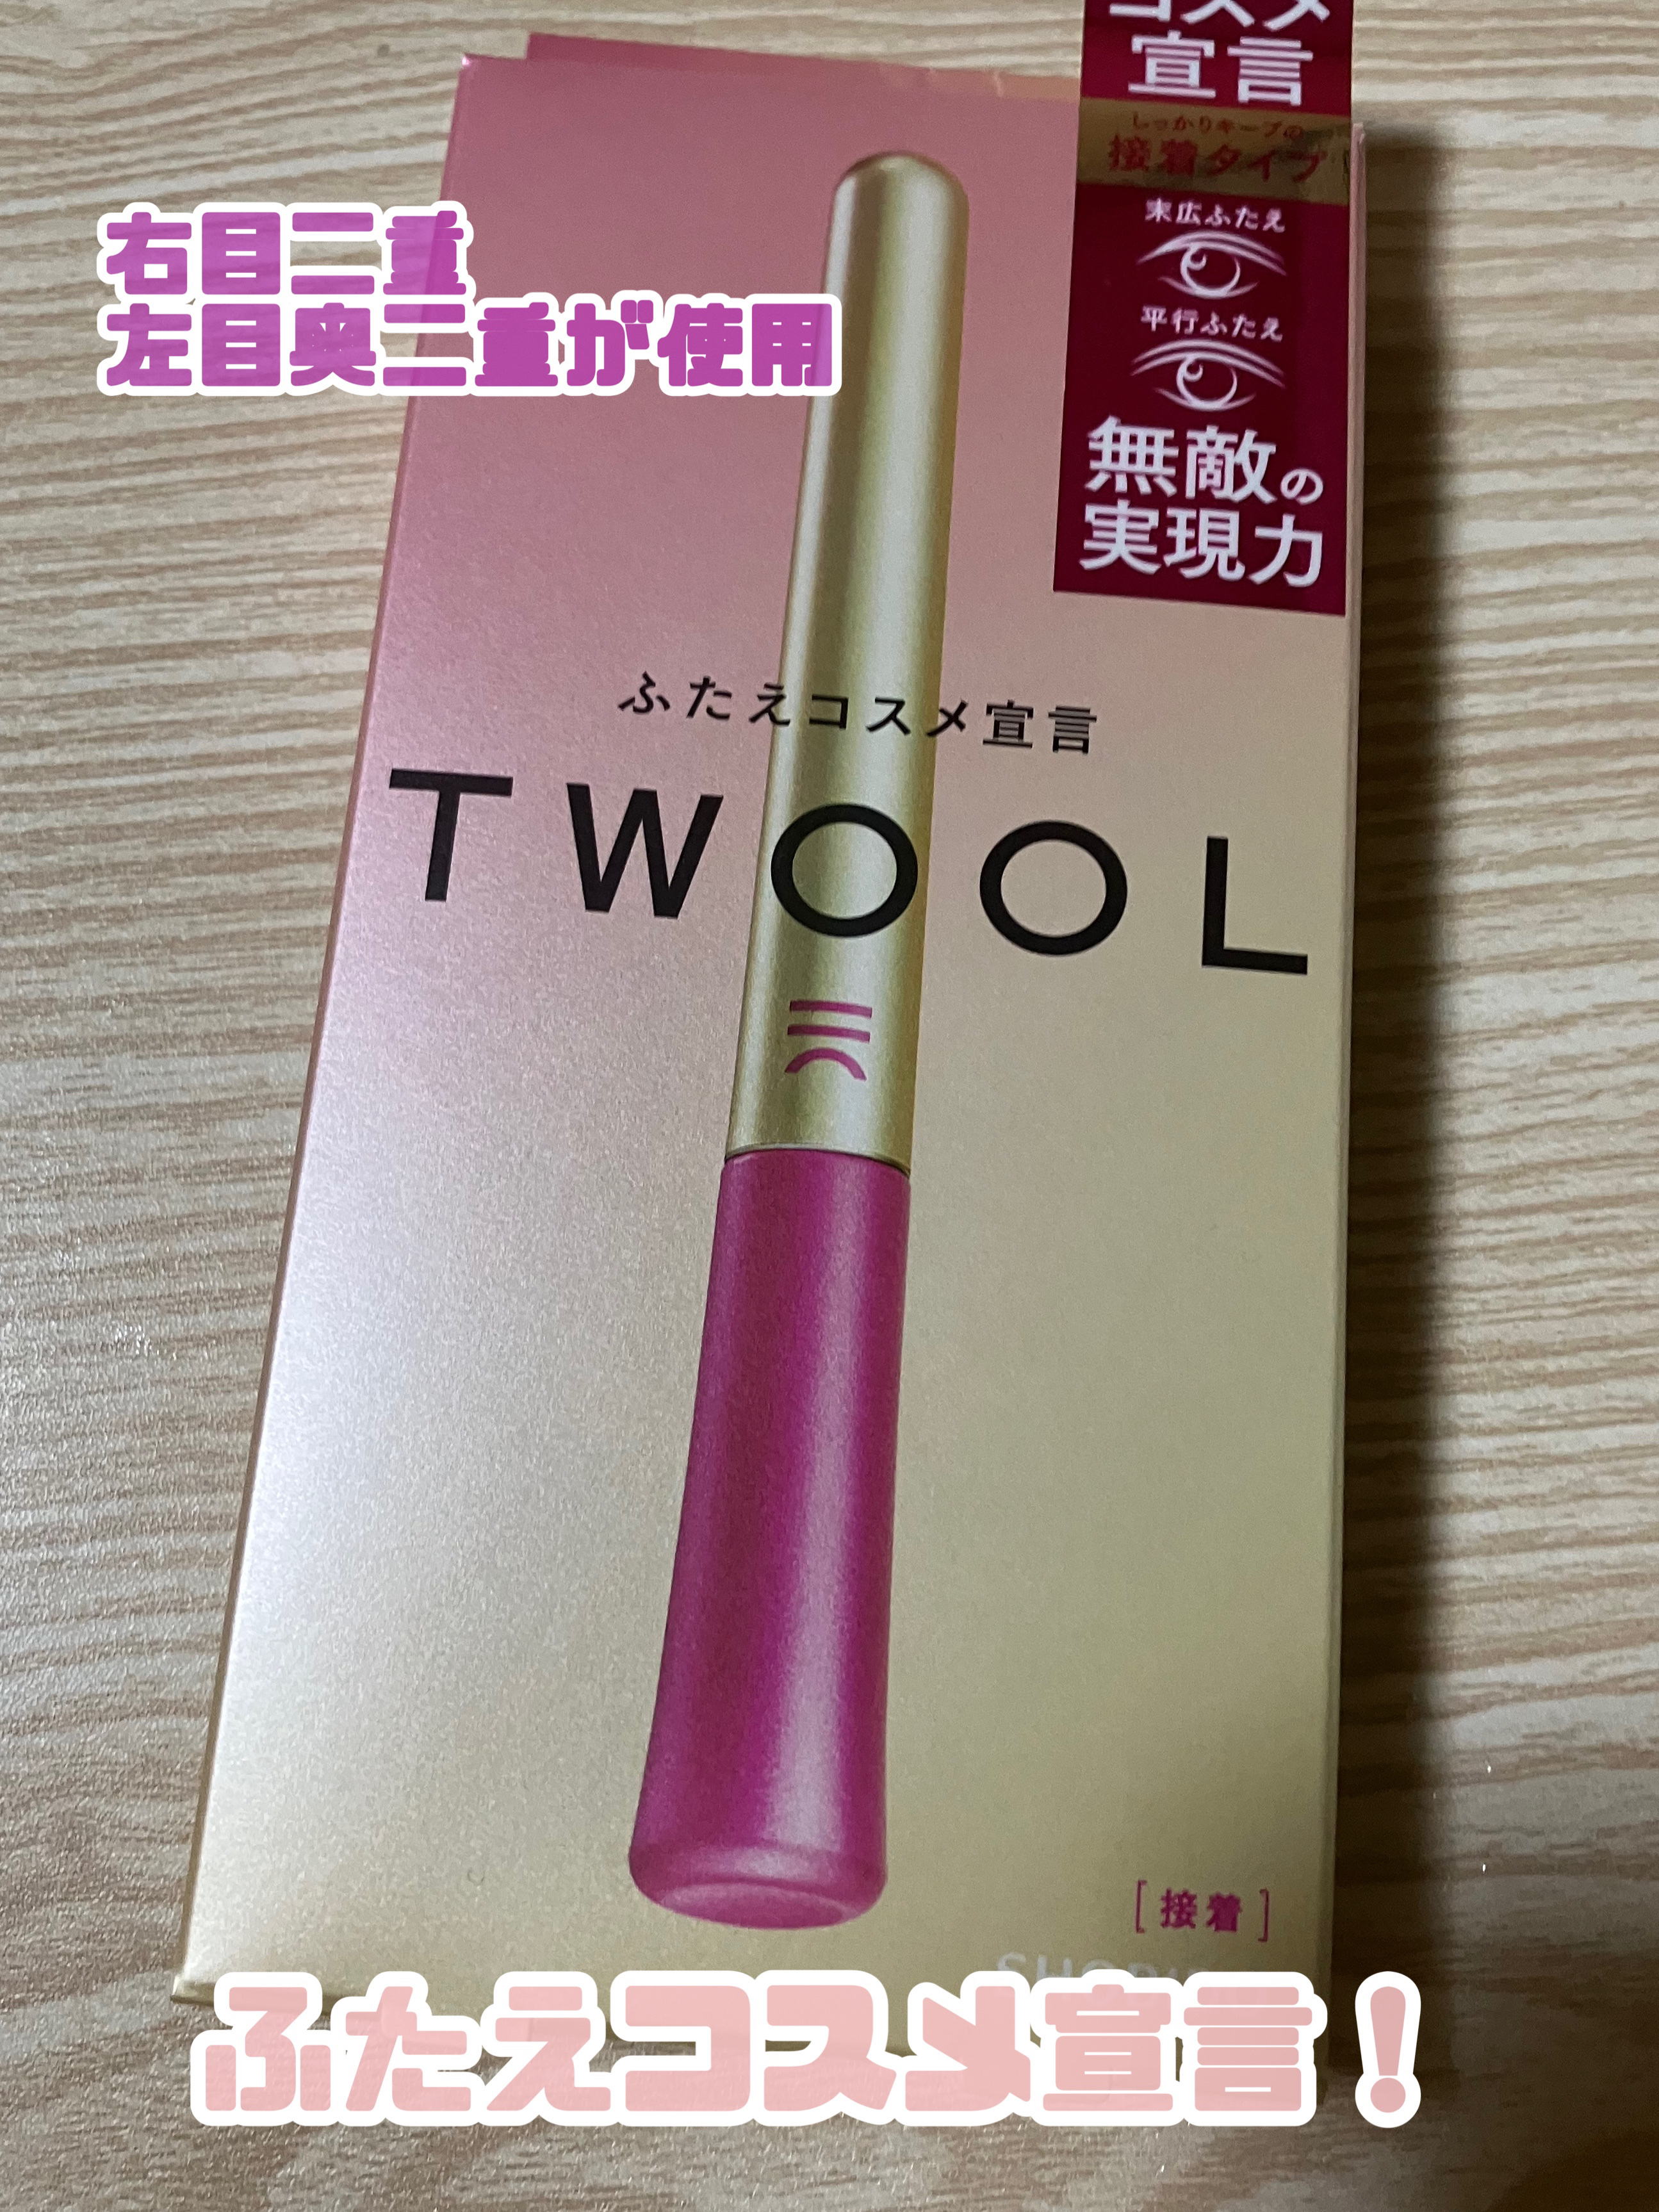 コスメ
宣言
しっかりキープの
接着タイプ
末広ふたえ
平行ふたえ
無敵の
実現力
右目二重
左目奥二重が使用
ふたえコスメ宣言
TWOOL
[接着]
ふたえコスメ宣言！